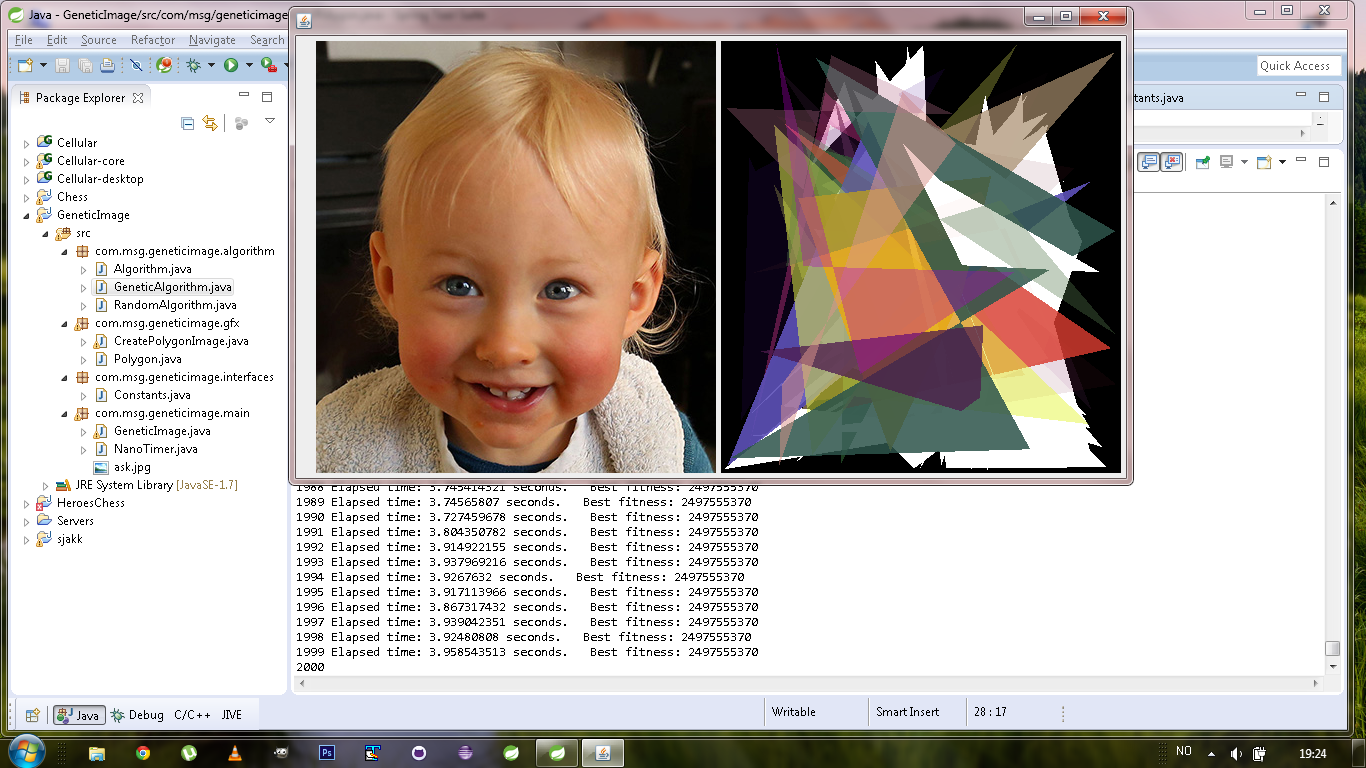 Java - GeneticImage/src/com/msg/geneticimage
File Edit Source Refactor Navigate Search
Quick Access
Package Explorer
tants.java
Cellular
Cellular-core
Cellular-desktop
Chess
GeneticImage
src
com.msg.geneticimage.algorithm
Algorithm.java
GeneticAlgorithm.java
RandomAlgorithm.java
com.msg.geneticimage.gfx
CreatePolygonImage.java
Polygon.java
com.msg.geneticimage.interfaces
Constants.java
com.msg.geneticimage.main
GeneticImage.java
NanoTimer.java
ask.jpg
JRE System Library [JavaSE-1.7]
HeroesChess
Servers
sjakk
1988 Elapsed time: 3.745414321 seconds. Best fitness: 2497555370
1989 Elapsed time: 3.74565807 seconds. Best fitness: 2497555370
1990 Elapsed time: 3.727459678 seconds. Best fitness: 2497555370
1991 Elapsed time: 3.804350782 seconds. Best fitness: 2497555370
1992 Elapsed time: 3.914922155 seconds. Best fitness: 2497555370
1993 Elapsed time: 3.937969216 seconds. Best fitness: 2497555370
1994 Elapsed time: 3.9267632 seconds. Best fitness: 2497555370
1995 Elapsed time: 3.917113966 seconds. Best fitness: 2497555370
1996 Elapsed time: 3.867317432 seconds. Best fitness: 2497555370
1997 Elapsed time: 3.939042351 seconds. Best fitness: 2497555370
1998 Elapsed time: 3.92480808 seconds. Best fitness: 2497555370
1999 Elapsed time: 3.958543513 seconds. Best fitness: 2497555370
2000
Java Debug C/C++ JIVE
Writable Smart Insert 28 : 17
Ps
NO 19:24